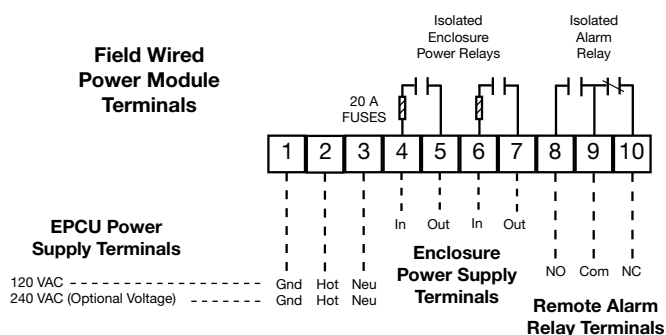 Field Wired
Power Module
Terminals
Isolated
Enclosure
Power Relays
Isolated
Alarm
Relay
20 A
FUSES
1 2 3 4 5 6 7 8 9 10
In Out In Out
EPCU Power
Supply Terminals
Enclosure
Power Supply
Terminals
NO Com NC
120 VAC Gnd Hot Neu
240 VAC (Optional Voltage) Gnd Hot Neu
Remote Alarm
Relay Terminals